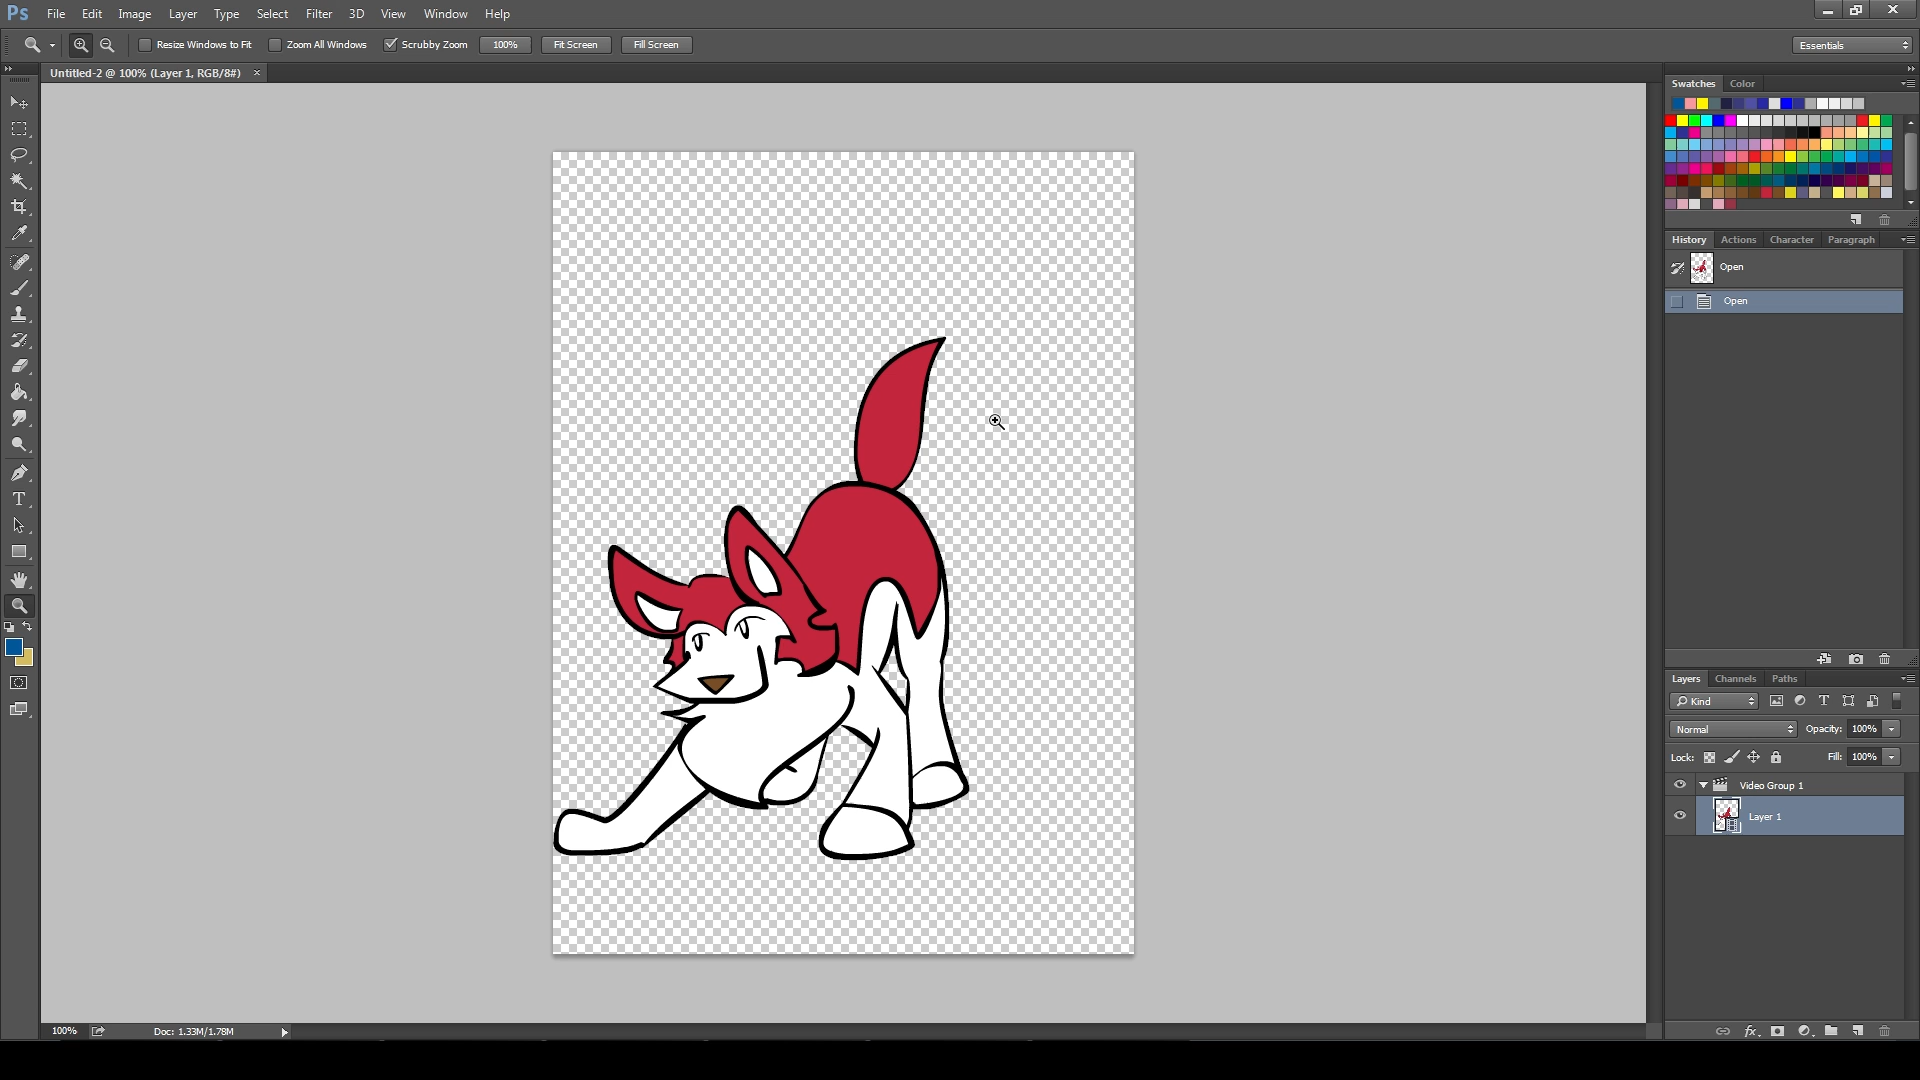 Ps File Edit Image Layer Type Select Filter 3D View Window Help
Resize Windows to Fit Zoom All Windows Scrubby Zoom 100% Fit Screen Fill Screen Essentials
Untitled-2 @ 100% (Layer 1, RGB/8#) ×
Swatches Color
History Actions Character Paragraph
Open
Open
Layers Channels Paths
Kind
Normal Opacity: 100%
Lock: Fill: 100%
Video Group 1
Layer 1
fx
100% Doc: 1.33M/1.78M